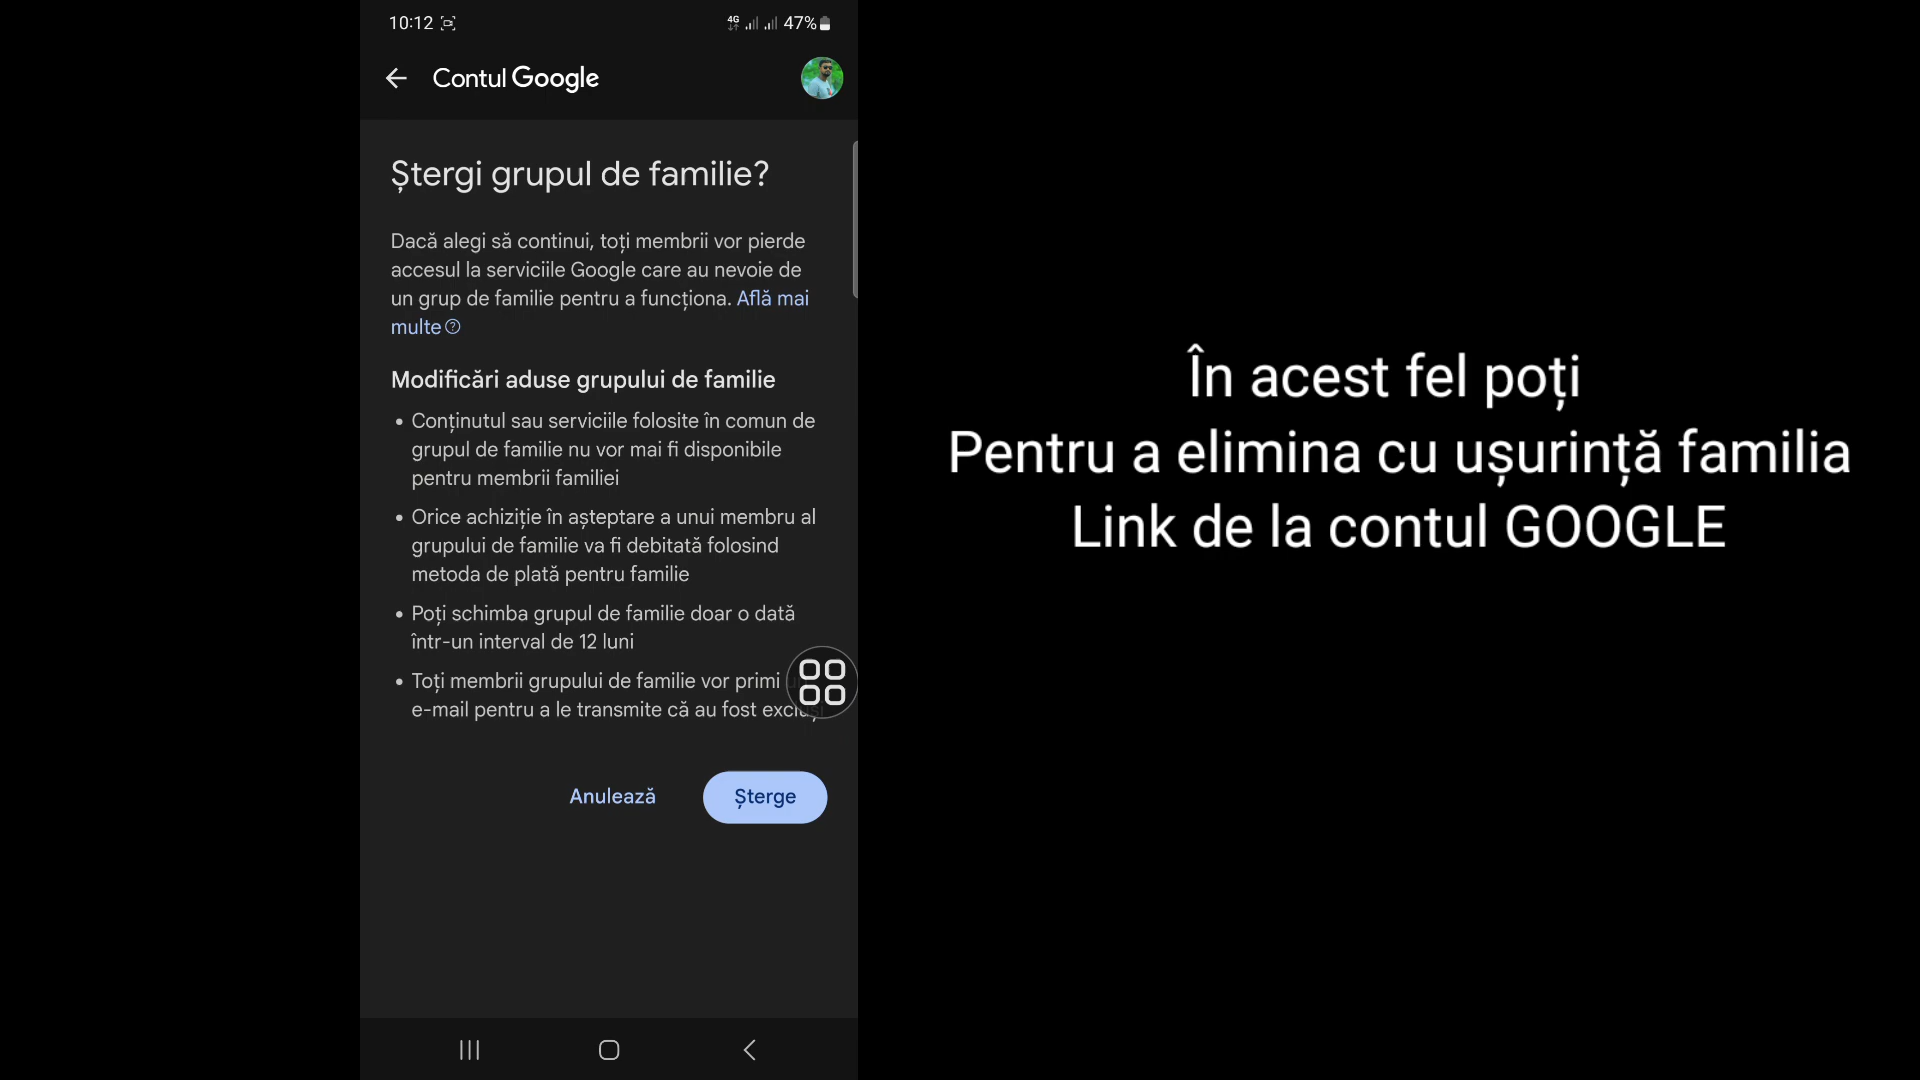 10:12
4G 47%
Contul Google
Ștergi grupul de familie?
Dacă alegi să continui, toți membrii vor pierde
accesul la serviciile Google care au nevoie de
un grup de familie pentru a funcționa. Află mai
multe
Modificări aduse grupului de familie
• Conținutul sau serviciile folosite în comun de
grupul de familie nu vor mai fi disponibile
pentru membrii familiei
• Orice achiziție în așteptare a unui membru al
grupului de familie va fi debitată folosind
metoda de plată pentru familie
• Poți schimba grupul de familie doar o dată
într-un interval de 12 luni
• Toți membrii grupului de familie vor primi
e-mail pentru a le transmite că au fost excluși
Anulează
Șterge
În acest fel poți
Pentru a elimina cu ușurință familia
Link de la contul GOOGLE